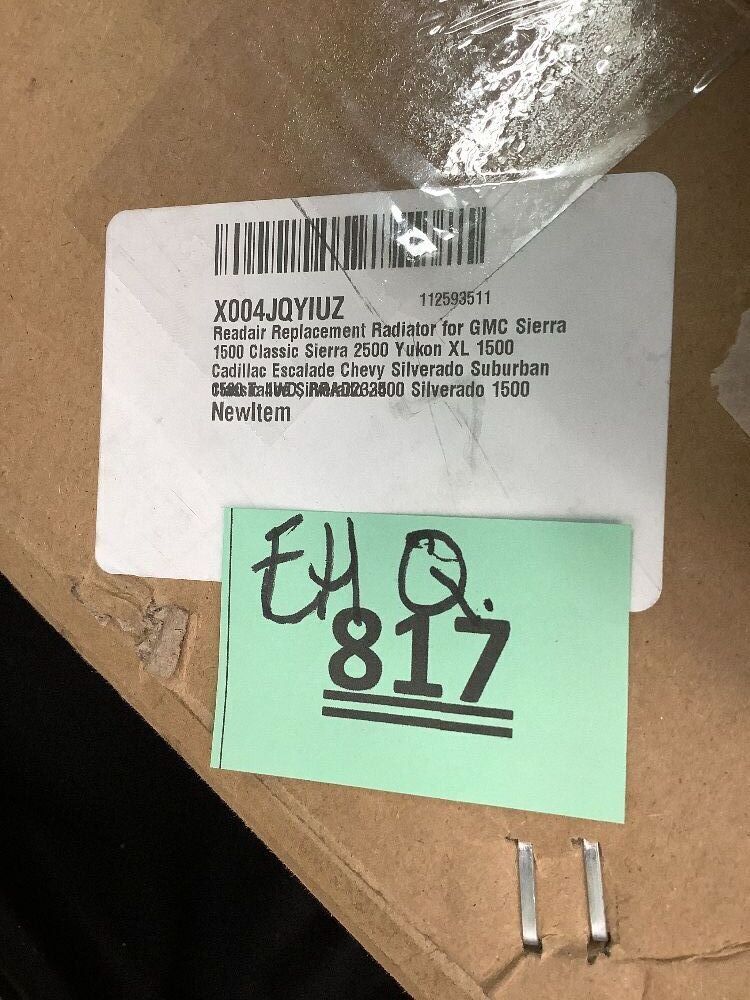 X004JQYIUZ 112593511
Readair Replacement Radiator for GMC Sierra
1500 Classic Sierra 2500 Yukon XL 1500
Cadillac Escalade Chevy Silverado Suburban
Silverado 1500
NewItem
EH Q.
817